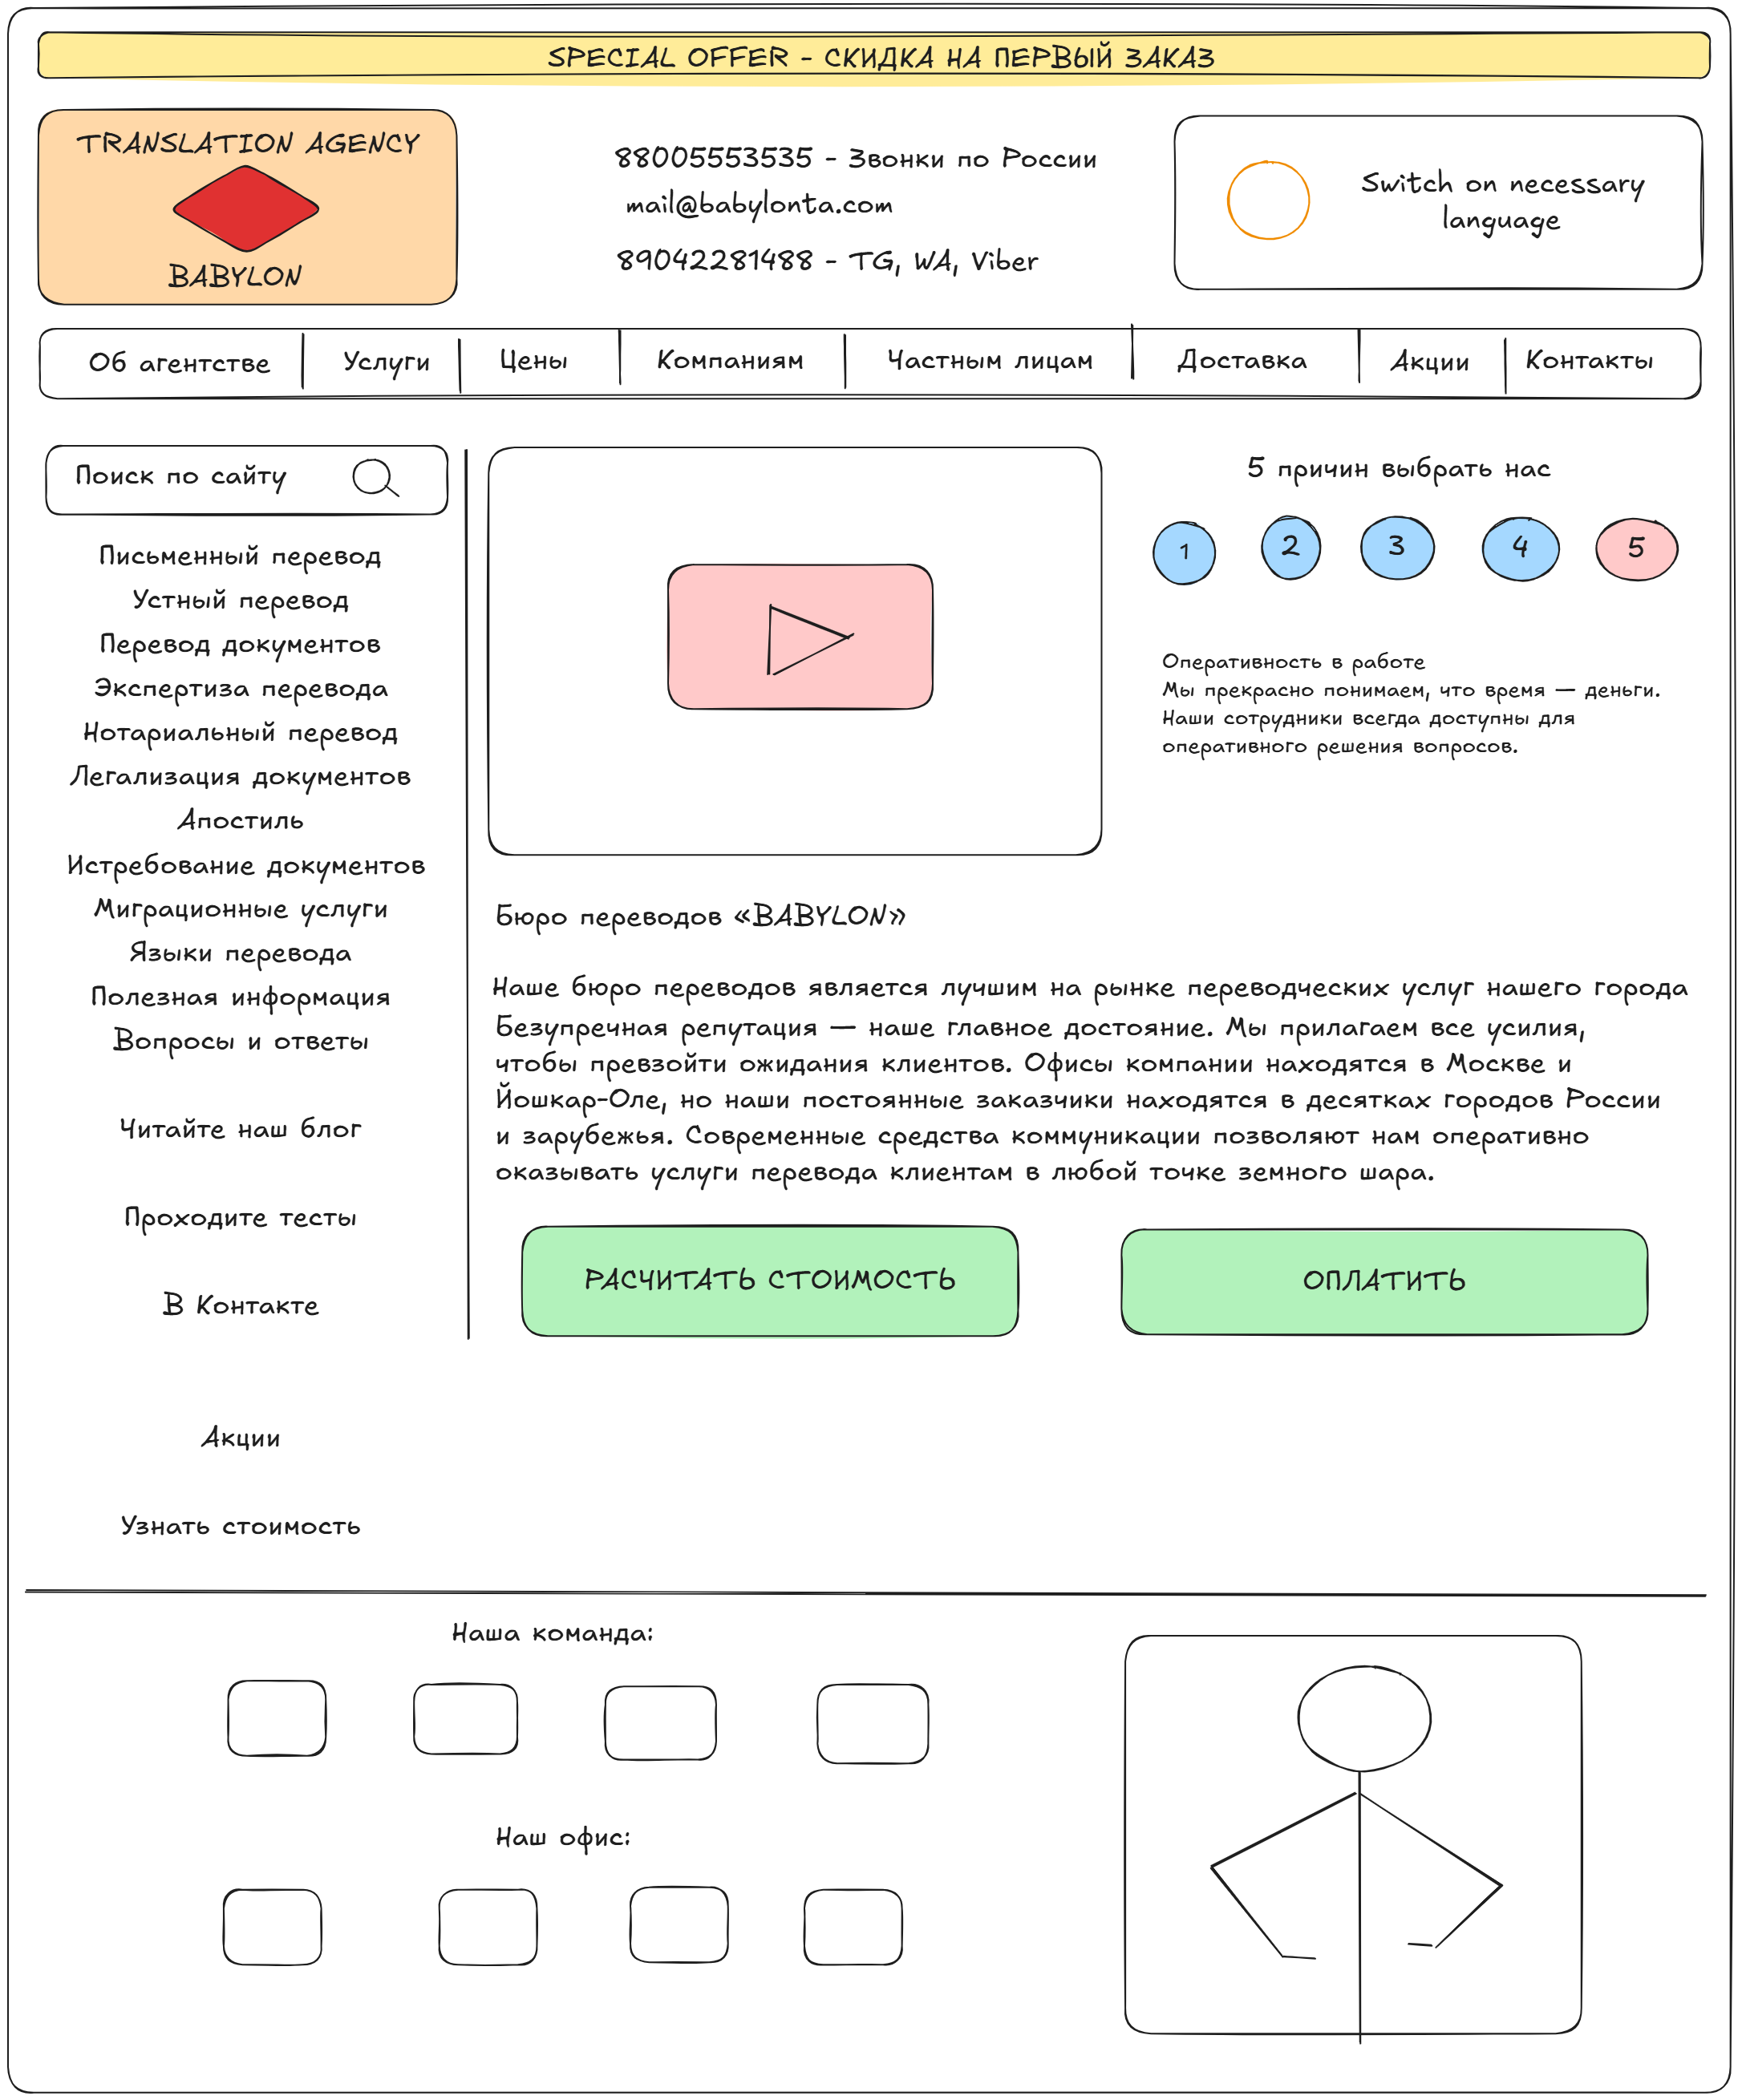 SPECIAL OFFER - СКИДКА НА ПЕРВЫЙ ЗАКАЗ
TRANSLATION AGENCY
BABYLON
88005553535 - Звонки по России
mail@babylonta.com
89042281488 - TG, WA, Viber
Switch on necessary
language
Об агентстве
Услуги
Цены
Компаниям
Частным лицам
Доставка
Акции
Контакты
Поиск по сайту
Письменный перевод
Устный перевод
Перевод документов
Экспертиза перевода
Нотариальный перевод
Легализация документов
Апостиль
Истребование документов
Миграционные услуги
Языки перевода
Полезная информация
Вопросы и ответы
Читайте наш блог
Проходите тесты
В Контакте
Акции
Узнать стоимость
5 причин выбрать нас
1 2 3 4 5
Оперативность в работе
Мы прекрасно понимаем, что время — деньги.
Наши сотрудники всегда доступны для
оперативного решения вопросов.
Бюро переводов «BABYLON»
Наше бюро переводов является лучшим на рынке переводческих услуг нашего города
Безупречная репутация — наше главное достояние. Мы прилагаем все усилия,
чтобы превзойти ожидания клиентов. Офисы компании находятся в Москве и
Йошкар-Оле, но наши постоянные заказчики находятся в десятках городов России
и зарубежья. Современные средства коммуникации позволяют нам оперативно
оказывать услуги перевода клиентам в любой точке земного шара.
РАСЧИТАТЬ СТОИМОСТЬ
ОПЛАТИТЬ
Наша команда:
Наш офис: